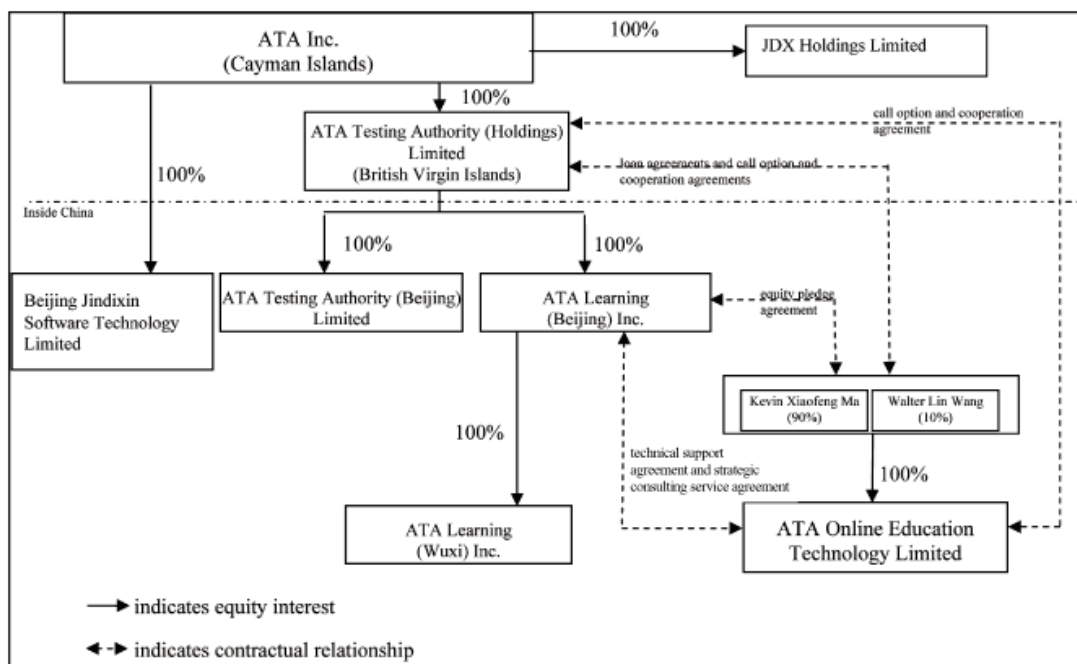 ATA Inc.
(Cayman Islands)
100%
JDX Holdings Limited
100%
ATA Testing Authority (Holdings)
Limited
(British Virgin Islands)
call option and cooperation
agreement
loan agreements and call option and
cooperation agreements
100%
Inside China
100%
100%
Beijing Jindixin
Software Technology
Limited
ATA Testing Authority (Beijing)
Limited
ATA Learning
(Beijing) Inc.
equity pledge
agreement
Kevin Xiaofeng Ma
(90%)
Walter Lin Wang
(10%)
100%
technical support
agreement and strategic
consulting service agreement
100%
ATA Learning
(Wuxi) Inc.
ATA Online Education
Technology Limited
indicates equity interest
indicates contractual relationship